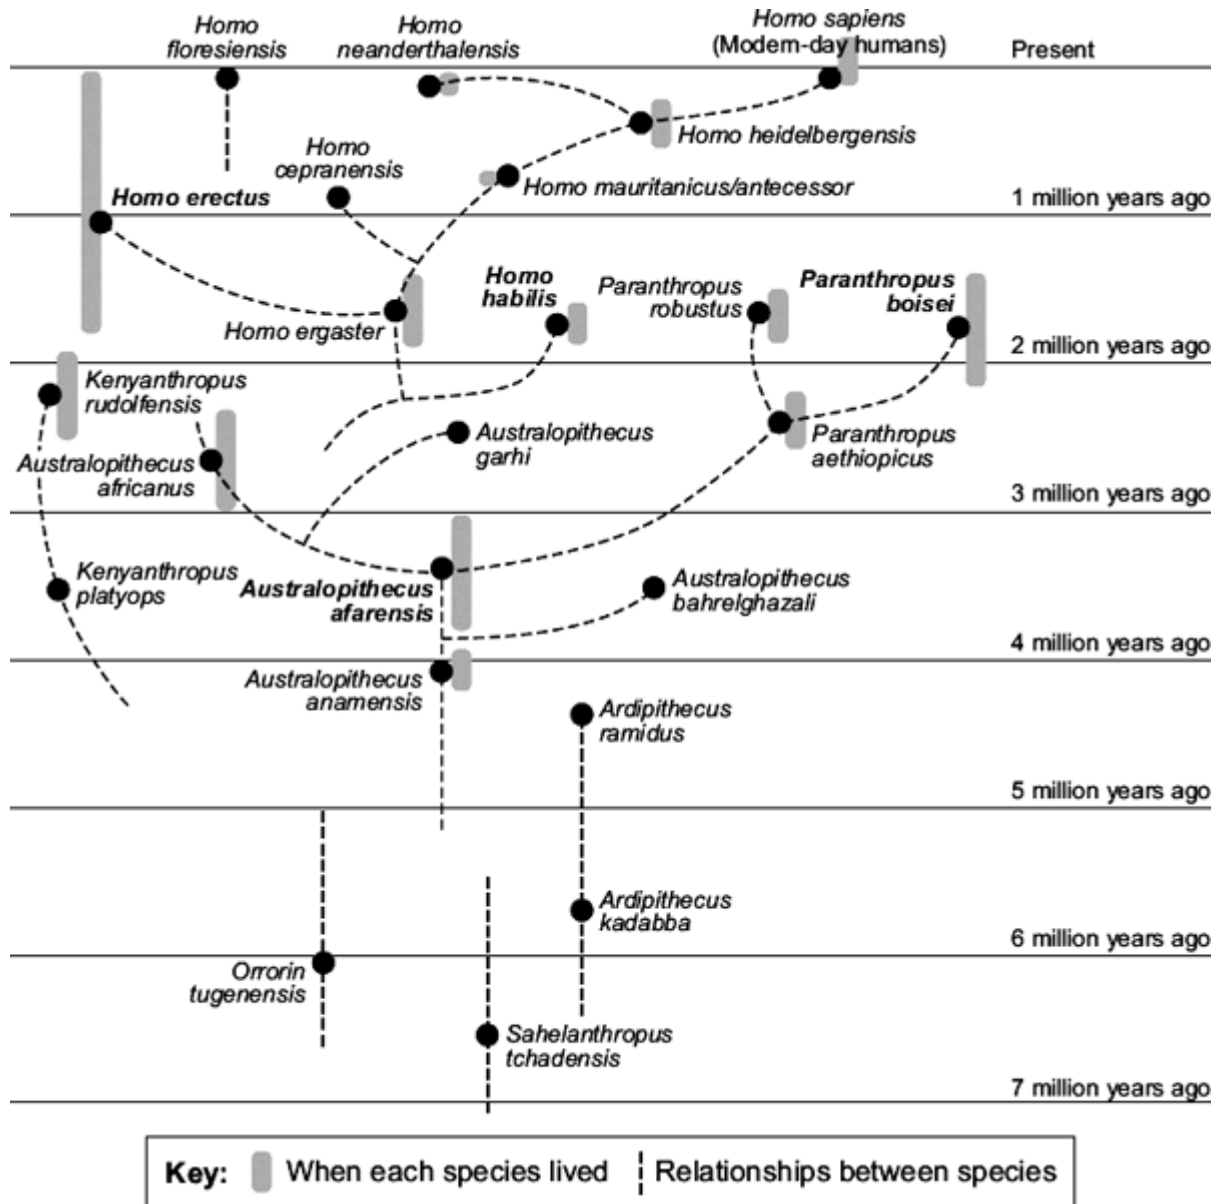 Homo
floresiensis
Homo
neanderthalensis
Homo sapiens
(Modern-day humans)
Present
Homo heidelbergensis
Homo
cepranensis
Homo mauritanicus/antecessor
Homo erectus
1 million years ago
Homo
habilis
Paranthropus
robustus
Paranthropus
boisei
Homo ergaster
2 million years ago
Kenyanthropus
rudolfensis
Australopithecus
africanus
Australopithecus
garhi
Paranthropus
aethiopicus
3 million years ago
Kenyanthropus
platyops
Australopithecus
afarensis
Australopithecus
bahrelghazali
4 million years ago
Australopithecus
anamensis
Ardipithecus
ramidus
5 million years ago
Ardipithecus
kadabba
6 million years ago
Orrorin
tugenensis
Sahelanthropus
tchadensis
7 million years ago
Key: When each species lived Relationships between species